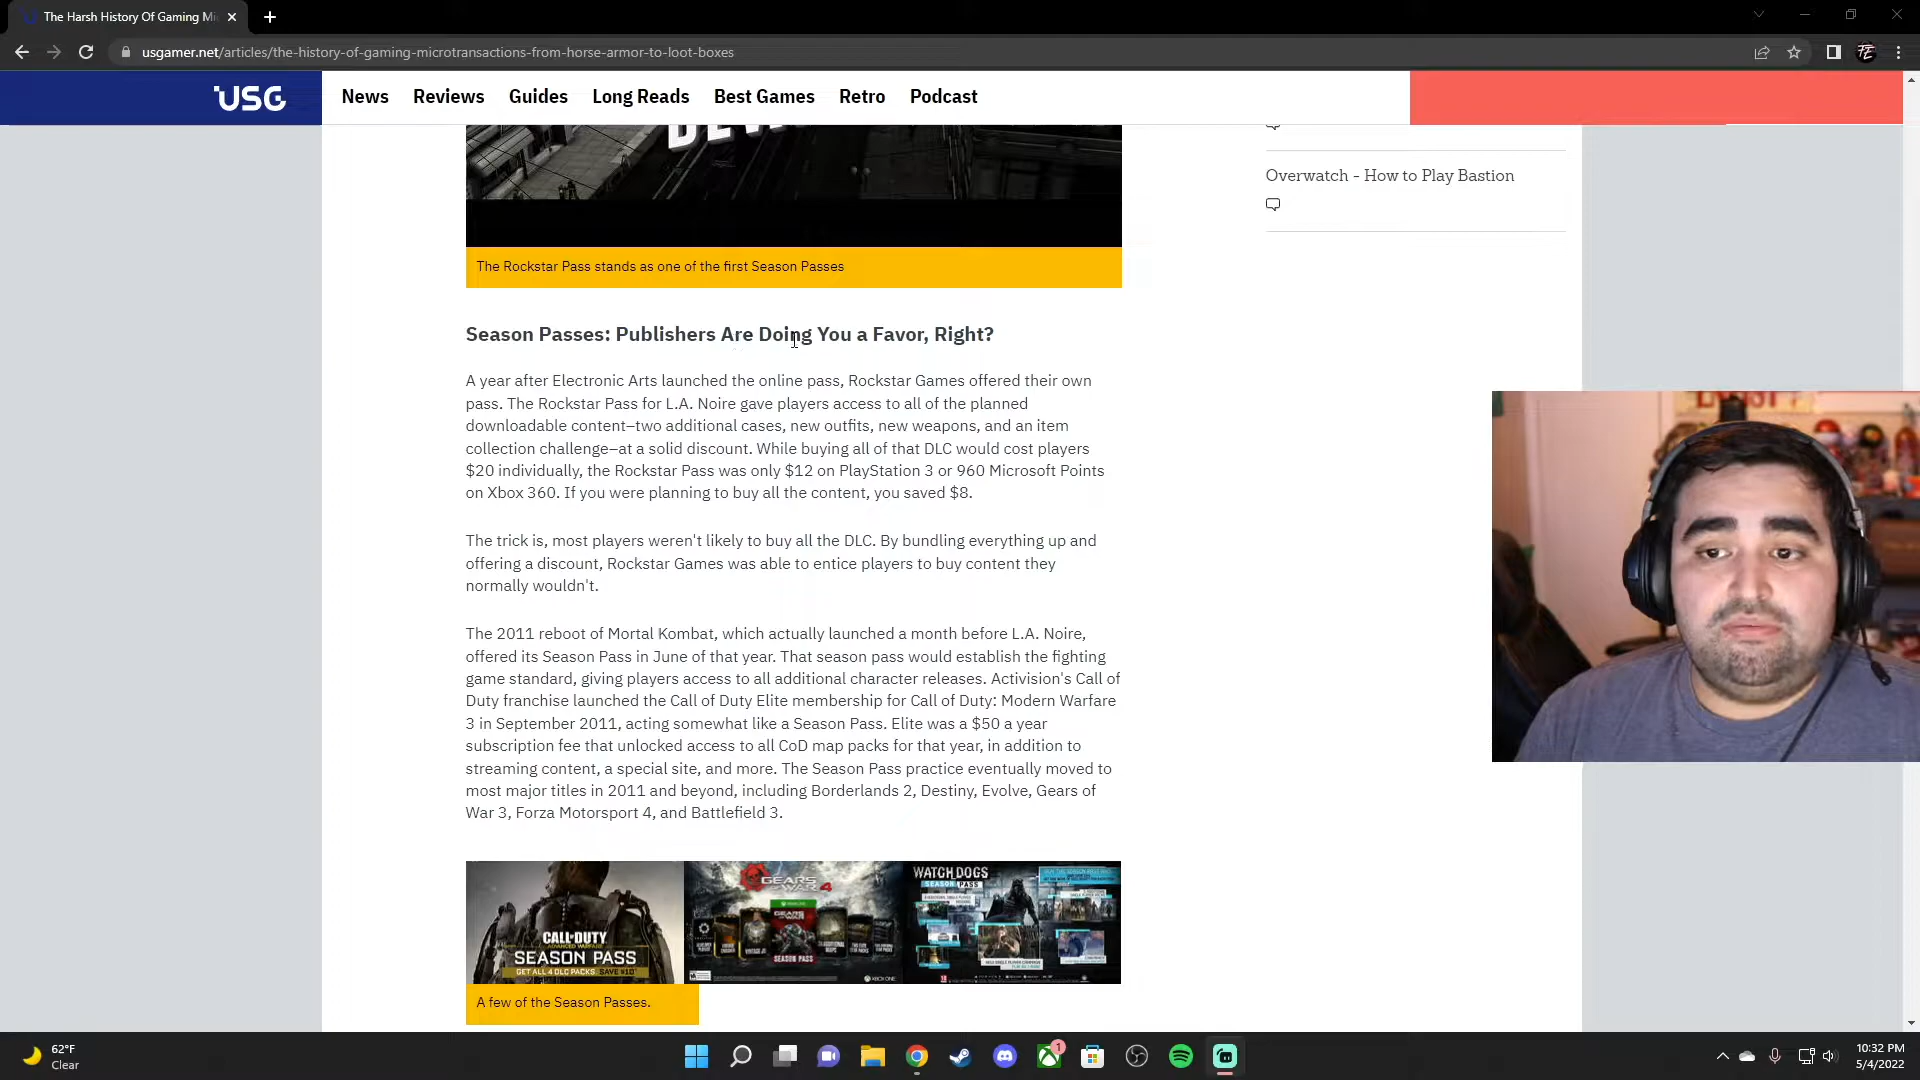 The Harsh History Of Gaming Mi
usgamer.net/articles/the-history-of-gaming-microtransactions-from-horse-armor-to-loot-boxes
USG
News Reviews Guides Long Reads Best Games Retro Podcast
Overwatch - How to Play Bastion
The Rockstar Pass stands as one of the first Season Passes
Season Passes: Publishers Are Doing You a Favor, Right?
A year after Electronic Arts launched the online pass, Rockstar Games offered their own
pass. The Rockstar Pass for L.A. Noire gave players access to all of the planned
downloadable content–two additional cases, new outfits, new weapons, and an item
collection challenge–at a solid discount. While buying all of that DLC would cost players
$20 individually, the Rockstar Pass was only $12 on PlayStation 3 or 960 Microsoft Points
on Xbox 360. If you were planning to buy all the content, you saved $8.
The trick is, most players weren't likely to buy all the DLC. By bundling everything up and
offering a discount, Rockstar Games was able to entice players to buy content they
normally wouldn't.
The 2011 reboot of Mortal Kombat, which actually launched a month before L.A. Noire,
offered its Season Pass in June of that year. That season pass would establish the fighting
game standard, giving players access to all additional character releases. Activision's Call of
Duty franchise launched the Call of Duty Elite membership for Call of Duty: Modern Warfare
3 in September 2011, acting somewhat like a Season Pass. Elite was a $50 a year
subscription fee that unlocked access to all CoD map packs for that year, in addition to
streaming content, a special site, and more. The Season Pass practice eventually moved to
most major titles in 2011 and beyond, including Borderlands 2, Destiny, Evolve, Gears of
War 3, Forza Motorsport 4, and Battlefield 3.
CALL OF DUTY
ADVANCED WARFARE
SEASON PASS
GET ALL 4 DLC PACKS SAVE $10
GEARS OF WAR 4
SEASON PASS
XBOX ONE
WATCH DOGS
SEASON PASS
A few of the Season Passes.
62°F
Clear
1
10:32 PM
5/4/2022